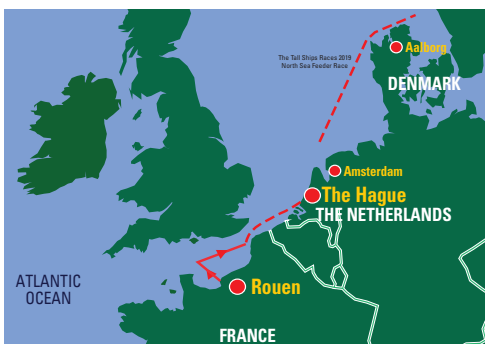 The Tall Ships Races 2019
North Sea Feeder Race
Aalborg
DENMARK
Amsterdam
The Hague
THE NETHERLANDS
ATLANTIC
OCEAN
Rouen
FRANCE